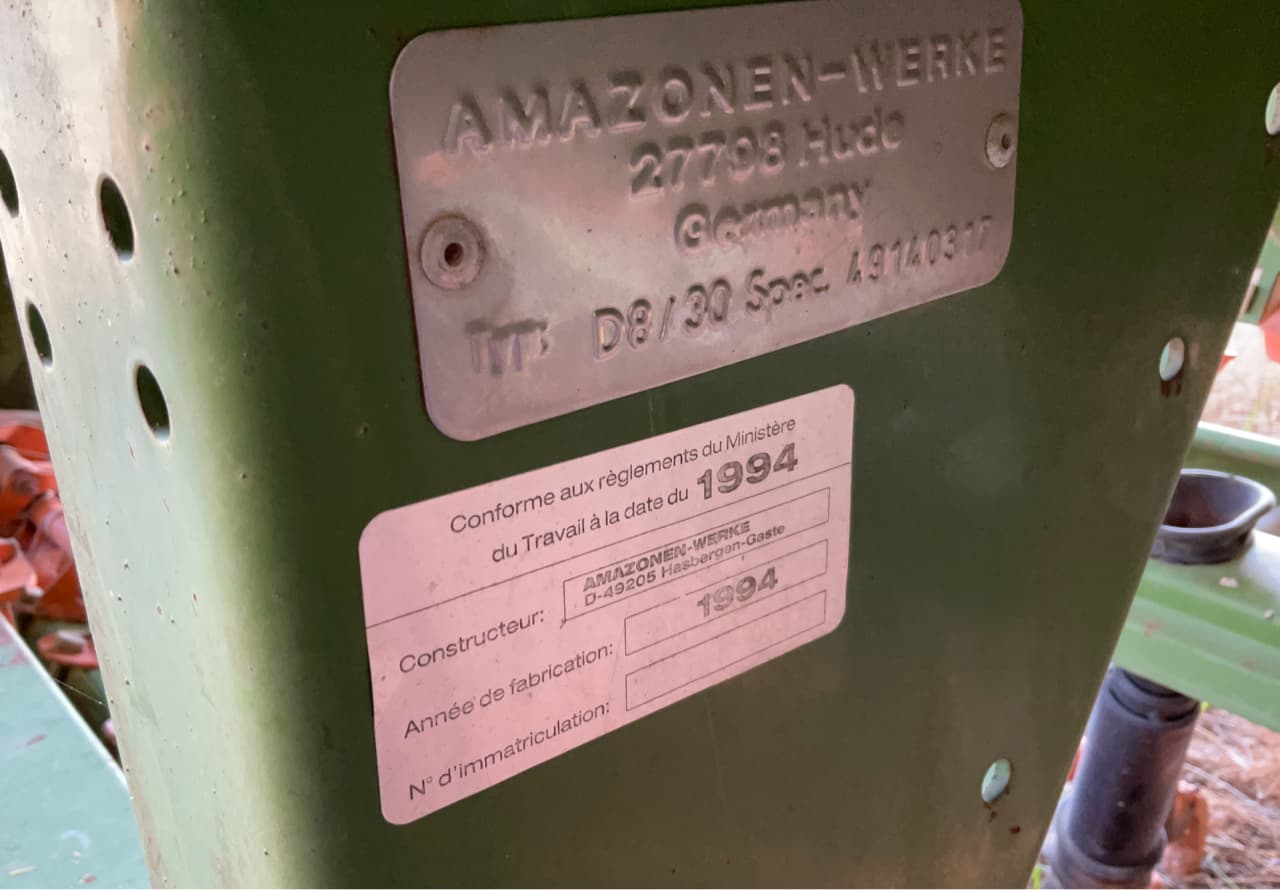 AMAZONEN-WERKE
27798 Hude
Germany
Typ: D8/30 Spec. A9140317
Conforme aux règlements du Ministère
du Travail à la date du 1994
Constructeur: AMAZONEN-WERKE
D-49205 Hasbergen-Gaste
Année de fabrication: 1994
N° d'immatriculation: